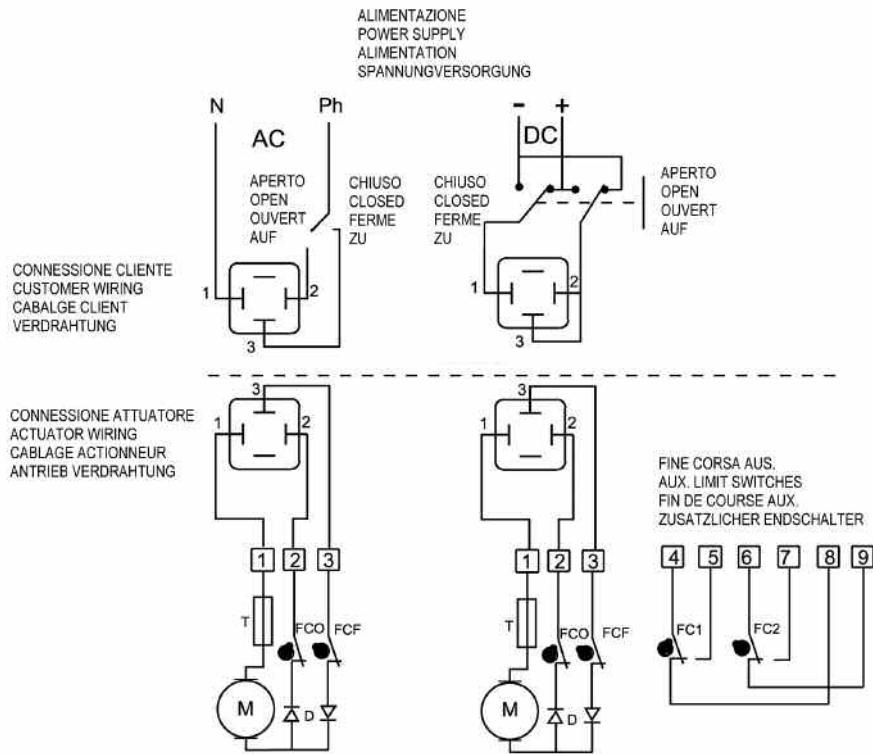 ALIMENTAZIONE
POWER SUPPLY
ALIMENTATION
SPANNUNGVERSORGUNG
N
Ph
AC
APERTO
OPEN
OUVERT
AUF
CHIUSO
CLOSED
FERME
ZU
- +
DC
CHIUSO
CLOSED
FERME
ZU
APERTO
OPEN
OUVERT
AUF
CONNESSIONE CLIENTE
CUSTOMER WIRING
CABALGE CLIENT
VERDRAHTUNG
1
2
3
1
2
3
CONNESSIONE ATTUATORE
ACTUATOR WIRING
CABLAGE ACTIONNEUR
ANTRIEB VERDRAHTUNG
3
1
2
1 2 3
T
FCO
FCF
M
D
3
1
2
1 2 3
T
FCO
FCF
M
D
FINE CORSA AUS.
AUX. LIMIT SWITCHES
FIN DE COURSE AUX.
ZUSATZLICHER ENDSCHALTER
4 5 6 7 8 9
FC1
FC2